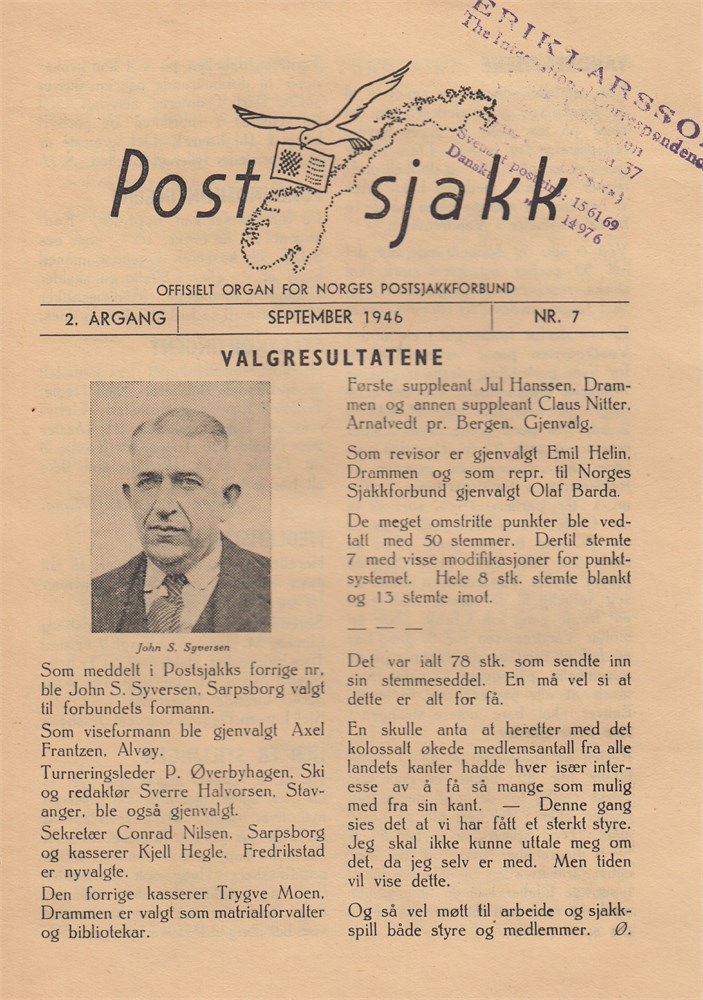 ERIK LARSSO
The International Correspondenc
37
Svenskt postgiro: 156169
Dansk
14976
Post sjakk
OFFISIELT ORGAN FOR NORGES POSTSJAKKFORBUND
2. ÅRGANG
SEPTEMBER 1946
NR. 7
VALGRESULTATENE
John S. Syversen
Som meddelt i Postsjakks forrige nr.
ble John S. Syversen, Sarpsborg valgt
til forbundets formann.
Som viseformann ble gjenvalgt Axel
Frantzen, Alvøy.
Turneringsleder P. Øverbyhagen, Ski
og redaktør Sverre Halvorsen, Stav-
anger, ble også gjenvalgt.
Sekretær Conrad Nilsen, Sarpsborg
og kasserer Kjell Hegle, Fredrikstad
er nyvalgte.
Den forrige kasserer Trygve Moen,
Drammen er valgt som matrialforvalter
og bibliotekar.
Første suppleant Jul Hanssen, Dram-
men og annen suppleant Claus Nitter,
Arnatvedt pr. Bergen. Gjenvalg.
Som revisor er gjenvalgt Emil Helin,
Drammen og som repr. til Norges
Sjakkforbund gjenvalgt Olaf Barda.
De meget omstritte punkter ble ved-
tatt med 50 stemmer. Dertil stemte
7 med visse modifikasjoner for punkt-
systemet. Hele 8 stk. stemte blankt
og 13 stemte imot.
— — —
Det var ialt 78 stk. som sendte inn
sin stemmeseddel. En må vel si at
dette er alt for få.
En skulle anta at heretter med det
kolossalt økede medlemsantall fra alle
landets kanter hadde hver især inter-
esse av å få så mange som mulig
med fra sin kant. — Denne gang
sies det at vi har fått et sterkt styre.
Jeg skal ikke kunne uttale meg om
det, da jeg selv er med. Men tiden
vil vise dette.
Og så vel møtt til arbeide og sjakk-
spill både styre og medlemmer. Ø.